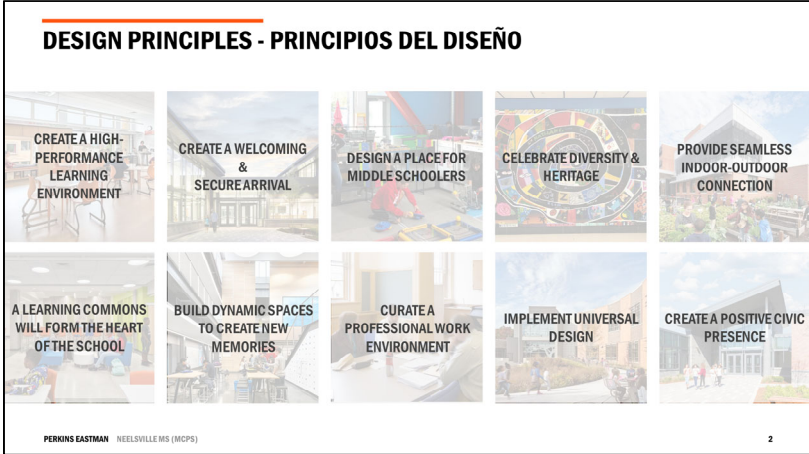 DESIGN PRINCIPLES - PRINCIPIOS DEL DISEÑO
CREATE A HIGH-
PERFORMANCE
LEARNING
ENVIRONMENT
CREATE A WELCOMING
&
SECURE ARRIVAL
DESIGN A PLACE FOR
MIDDLE SCHOOLERS
CELEBRATE DIVERSITY &
HERITAGE
PROVIDE SEAMLESS
INDOOR-OUTDOOR
CONNECTION
A LEARNING COMMONS
WILL FORM THE HEART
OF THE SCHOOL
BUILD DYNAMIC SPACES
TO CREATE NEW
MEMORIES
CURATE A
PROFESSIONAL WORK
ENVIRONMENT
IMPLEMENT UNIVERSAL
DESIGN
CREATE A POSITIVE CIVIC
PRESENCE
PERKINS EASTMAN NEELSVILLE MS (MCPS) 2